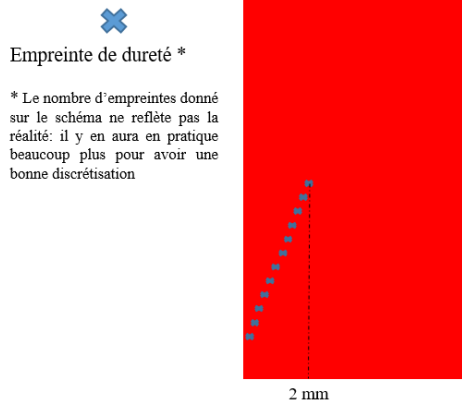 Empreinte de dureté *
* Le nombre d'empreintes donné
sur le schéma ne reflète pas la
réalité: il y en aura en pratique
beaucoup plus pour avoir une
bonne discrétisation
2 mm